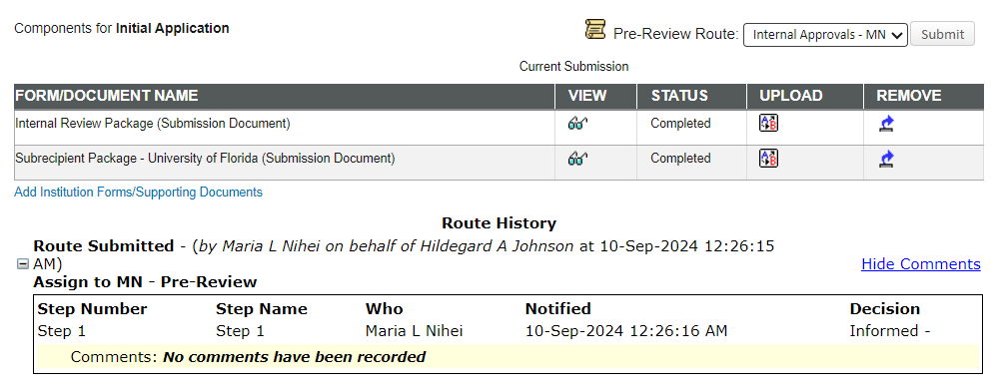 Components for Initial Application
Pre-Review Route: Internal Approvals - MN Submit
Current Submission
FORM/DOCUMENT NAME VIEW STATUS UPLOAD REMOVE
Internal Review Package (Submission Document) Completed
Subrecipient Package - University of Florida (Submission Document) Completed
Add Institution Forms/Supporting Documents
Route History
Route Submitted - (by Maria L Nihei on behalf of Hildegard A Johnson at 10-Sep-2024 12:26:15
AM) Hide Comments
Assign to MN - Pre-Review
Step Number Step Name Who Notified Decision
Step 1 Step 1 Maria L Nihei 10-Sep-2024 12:26:16 AM Informed -
Comments: No comments have been recorded